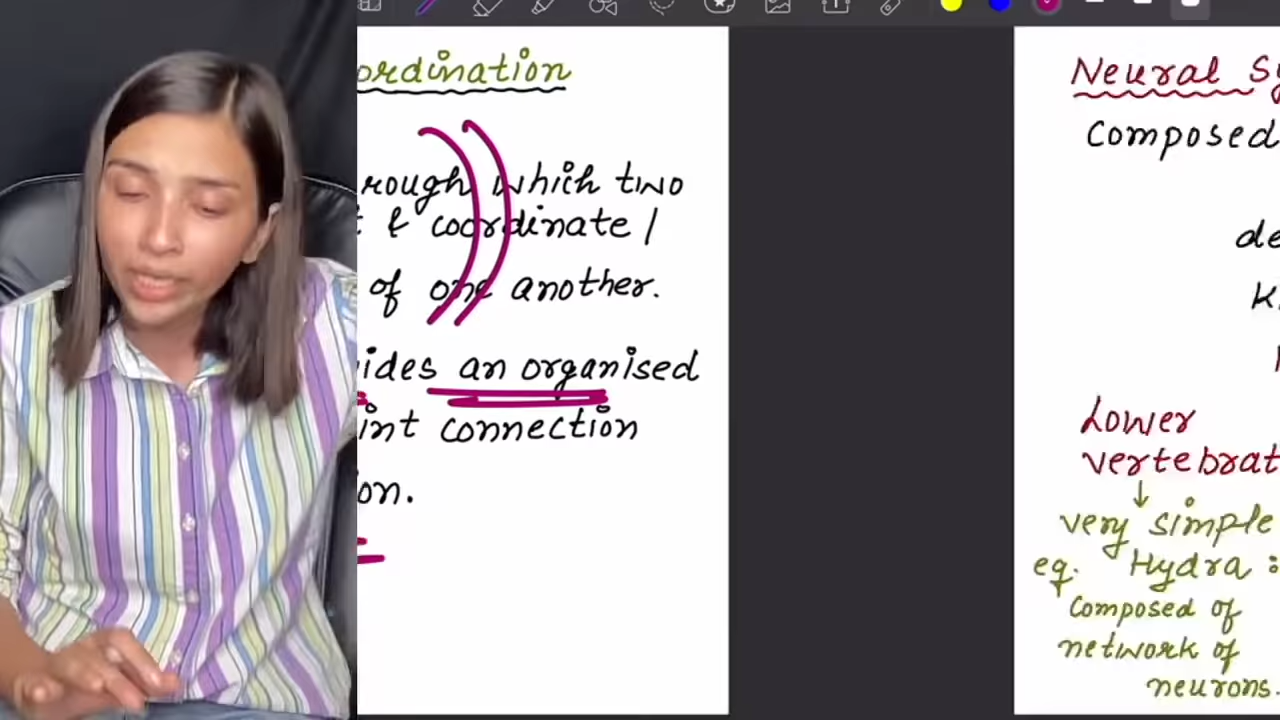 ordination
rough which two
& coordinate /
of one another.
ides an organised
int connection
on.
Neural Sy
Composed
de
K
Lower
vertebrat
↓
very simple
eg. Hydra :
Composed of
network of
neurons.